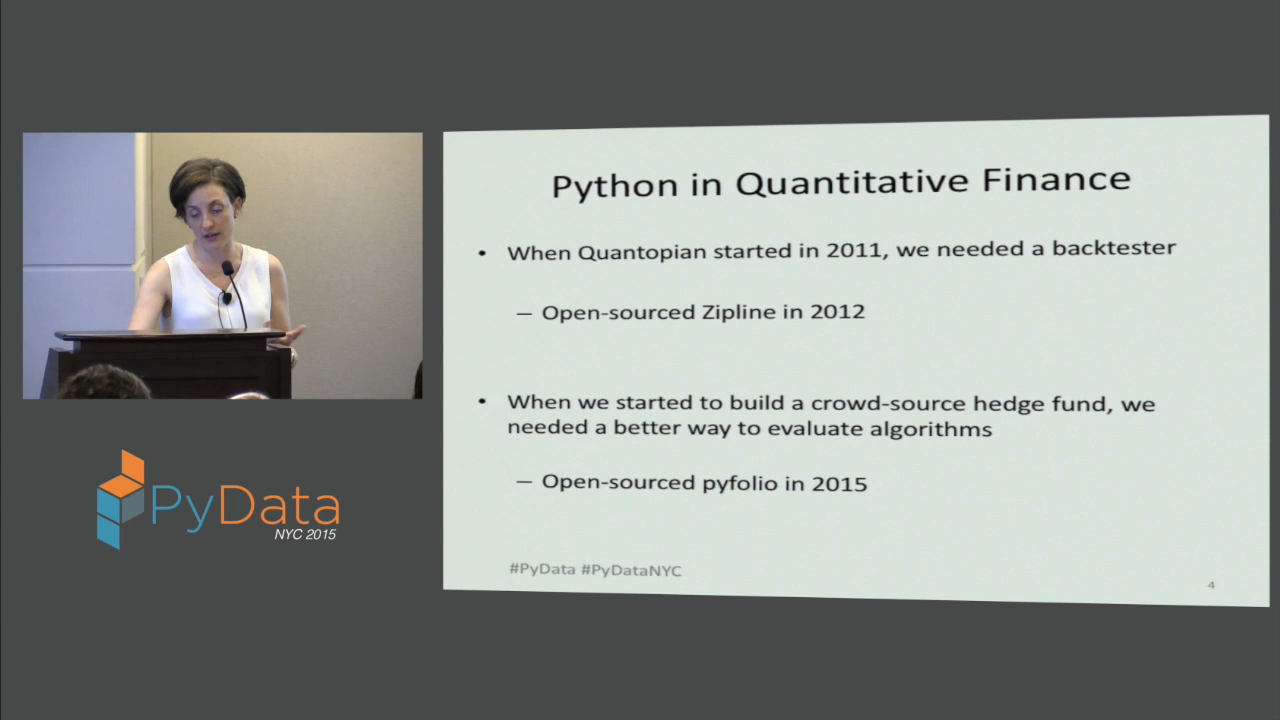 Python in Quantitative Finance
• When Quantopian started in 2011, we needed a backtester
– Open-sourced Zipline in 2012
• When we started to build a crowd-source hedge fund, we
needed a better way to evaluate algorithms
– Open-sourced pyfolio in 2015
#PyData #PyDataNYC
4
PyData
NYC 2015